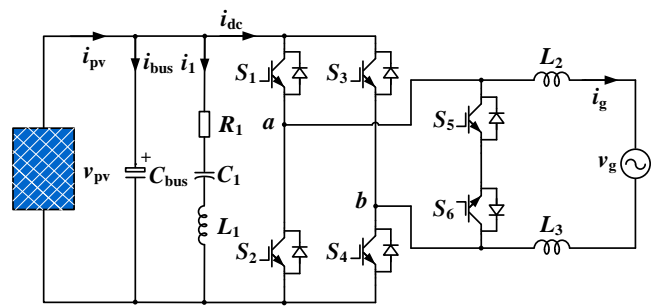 i_dc
i_pv
i_bus
i_1
S_1
S_3
L_2
i_g
R_1
a
S_5
v_pv
+
C_bus
C_1
v_g
b
S_6
L_1
L_3
S_2
S_4